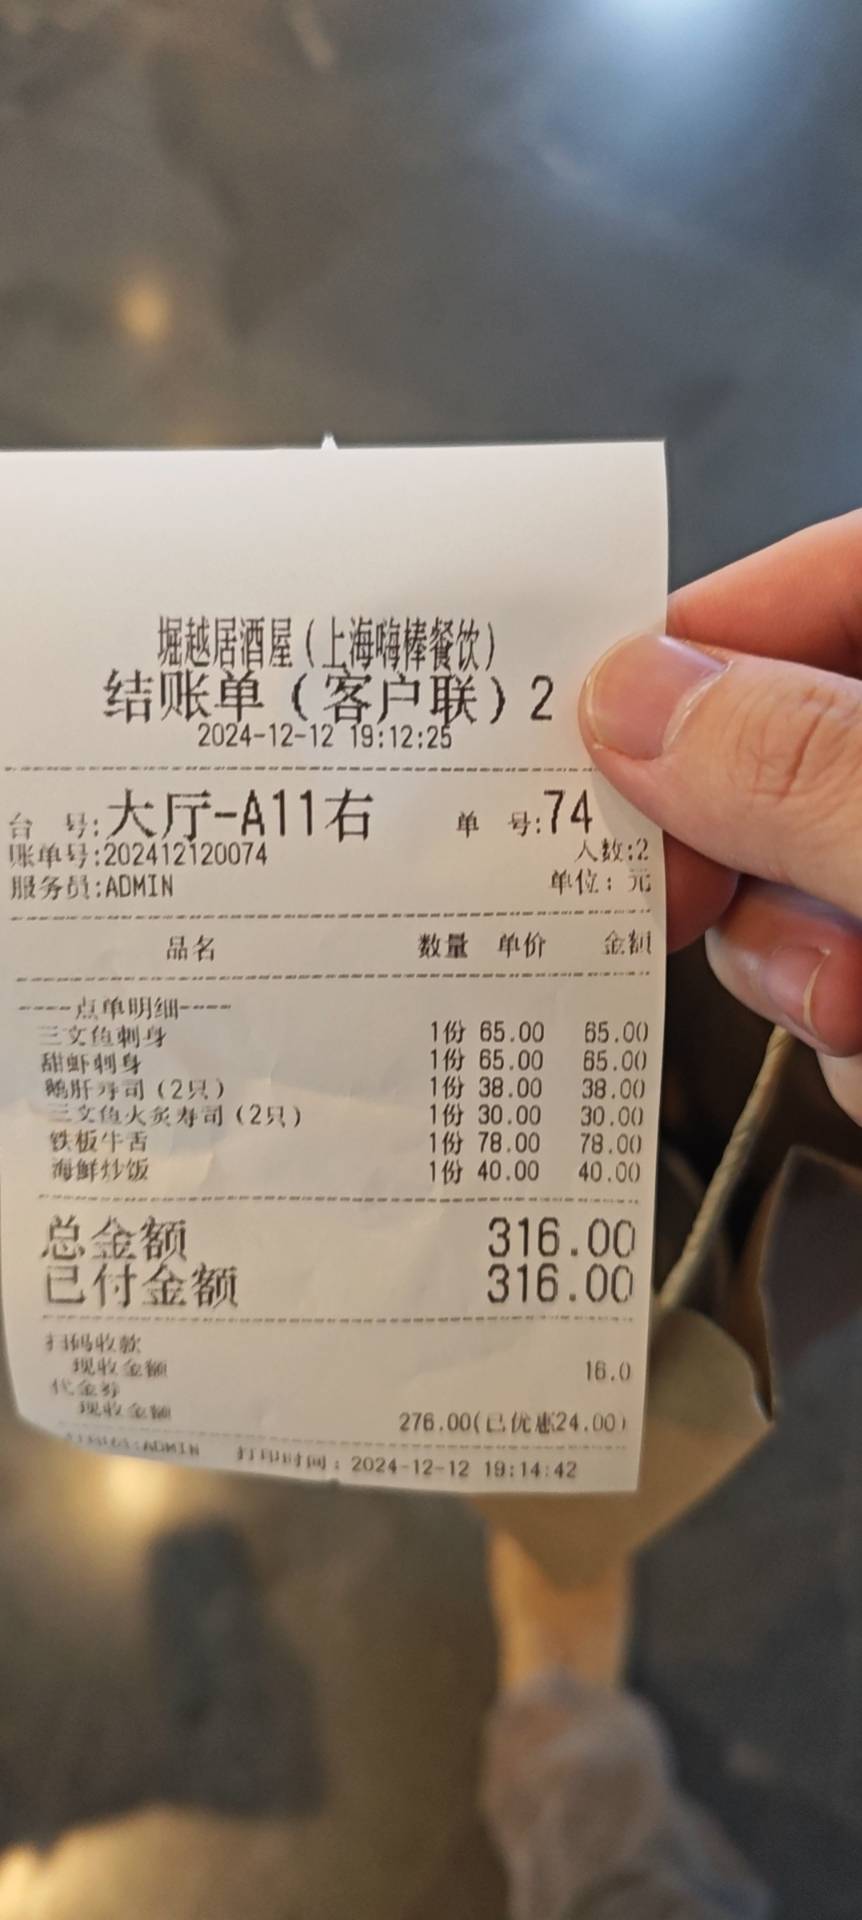 堀越居酒屋(上海嗨棒餐饮)
结账单(客户联)2
2024-12-12 19:12:25
台 号:大厅-A11右 单 号:74
账单号:202412120074 人数:2
服务员:ADMIN 单位: 元
品名 数量 单价 金额
----点单明细----
三文鱼刺身 1份 65.00 65.00
甜虾刺身 1份 65.00 65.00
鹅肝寿司(2只) 1份 38.00 38.00
三文鱼火炙寿司(2只) 1份 30.00 30.00
铁板牛舌 1份 78.00 78.00
海鲜炒饭 1份 40.00 40.00
总金额 316.00
已付金额 316.00
扫码收款
现收金额 16.0
代金券
现收金额 276.00(已优惠24.00)
:ADMIN 打印时间:2024-12-12 19:14:42